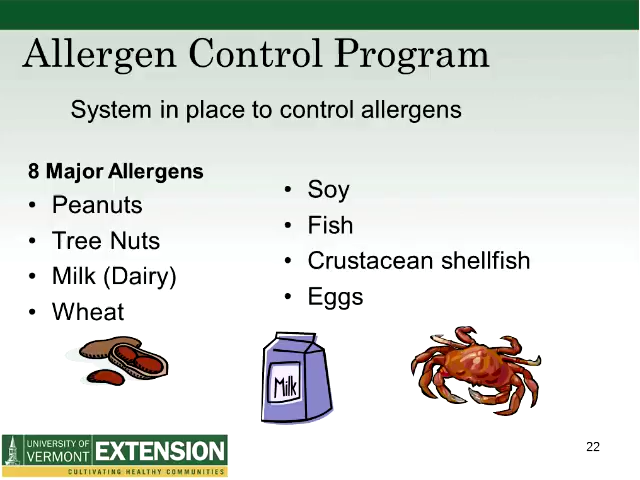 Allergen Control Program
System in place to control allergens
8 Major Allergens
• Peanuts
• Tree Nuts
• Milk (Dairy)
• Wheat
• Soy
• Fish
• Crustacean shellfish
• Eggs
Milk
UNIVERSITY OF
VERMONT
EXTENSION
CULTIVATING HEALTHY COMMUNITIES
22